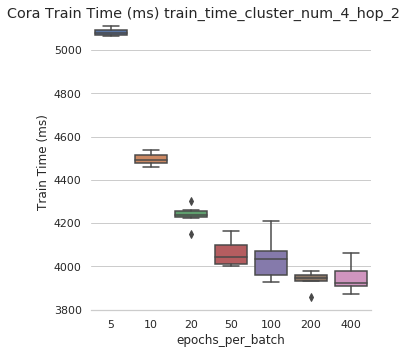 Cora Train Time (ms) train_time_cluster_num_4_hop_2
5000
4800
4600
4400
4200
4000
3800
Train Time (ms)
5 10 20 50 100 200 400
epochs_per_batch